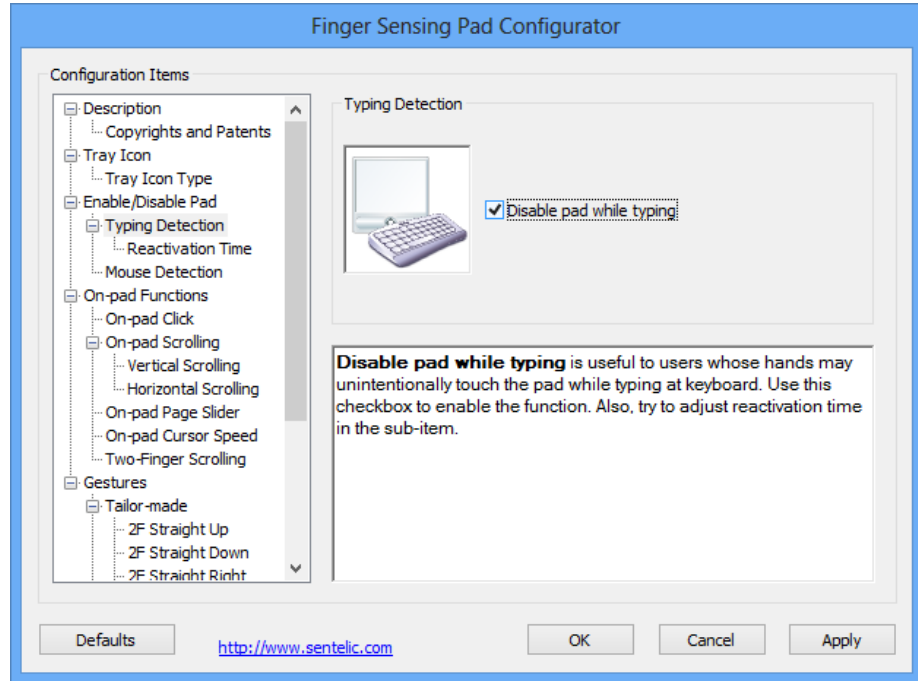 Finger Sensing Pad Configurator
Configuration Items
Description
Copyrights and Patents
Tray Icon
Tray Icon Type
Enable/Disable Pad
Typing Detection
Reactivation Time
Mouse Detection
On-pad Functions
On-pad Click
On-pad Scrolling
Vertical Scrolling
Horizontal Scrolling
On-pad Page Slider
On-pad Cursor Speed
Two-Finger Scrolling
Gestures
Tailor-made
2F Straight Up
2F Straight Down
2F Straight Right
Typing Detection
Disable pad while typing
Disable pad while typing is useful to users whose hands may
unintentionally touch the pad while typing at keyboard. Use this
checkbox to enable the function. Also, try to adjust reactivation time
in the sub-item.
Defaults
http://www.sentelic.com
OK
Cancel
Apply